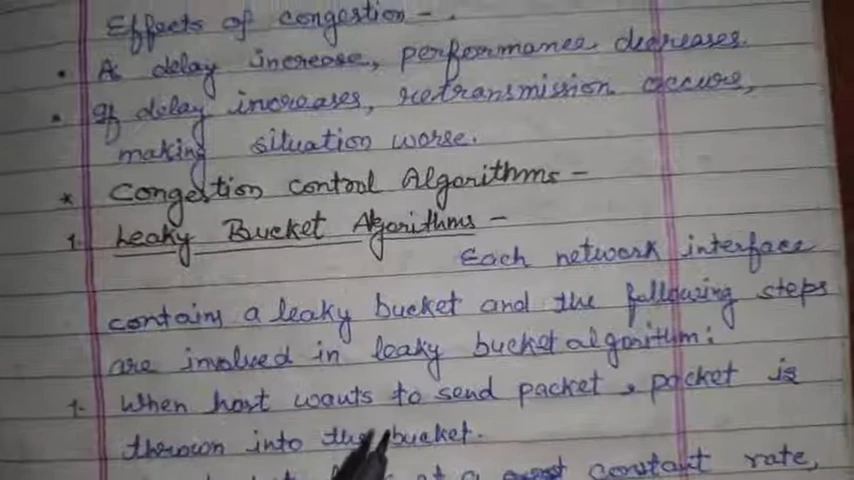 Effects of congestion -.
• As delay increase, performance decreases.
• If delay increases, retransmission occurs,
making situation worse.
* Congestion control Algorithms -
1. Leaky Bucket Algorithms -
Each network interface
contains a leaky bucket and the following steps
are involved in leaky bucket algorithm:
1. When host wants to send packet, packet is
thrown into the bucket.
at a constant rate,